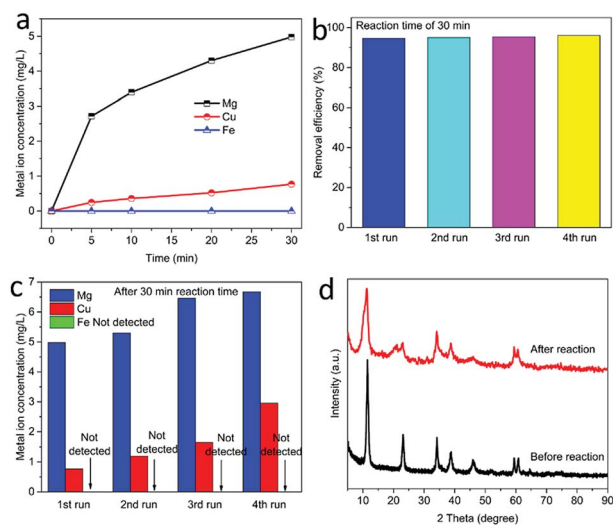 a
Metal ion concentration (mg/L)
5
4
3
2
1
0
Mg
Cu
Fe
0 5 10 20 30
Time (min)
b
Reaction time of 30 min
Removal efficiency (%)
100
80
60
40
20
0
1st run 2nd run 3rd run 4th run
c
After 30 min reaction time
Mg
Cu
Fe Not detected
Metal ion concentration (mg/L)
7
6
5
4
3
2
1
0
Not detected
Not detected
Not detected
Not detected
1st run 2nd run 3rd run 4th run
d
Intensity (a.u.)
After reaction
Before reaction
10 20 30 40 50 60 70 80 90
2 Theta (degree)